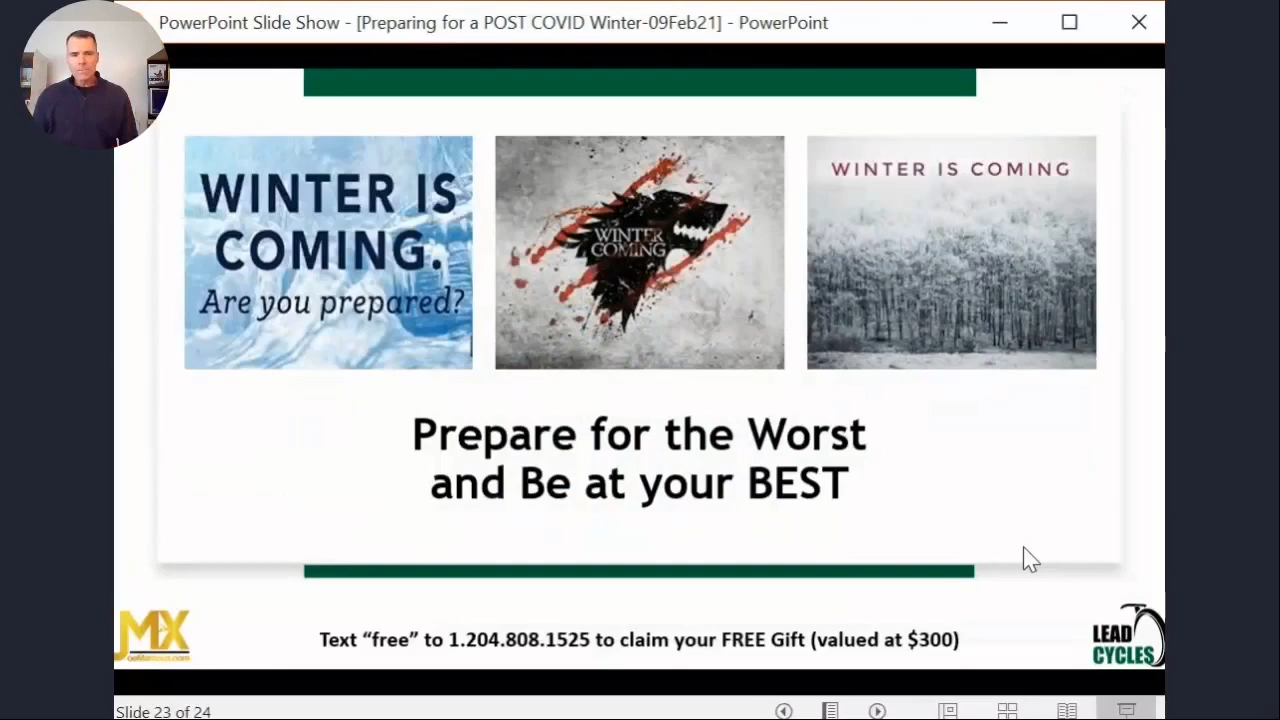 PowerPoint Slide Show - [Preparing for a POST COVID Winter-09Feb21] - PowerPoint
WINTER IS
COMING.
Are you prepared?
WINTER
COMING
WINTER IS COMING
Prepare for the Worst
and Be at your BEST
JMX
Text “free” to 1.204.808.1525 to claim your FREE Gift (valued at $300)
LEAD
CYCLES
Slide 23 of 24